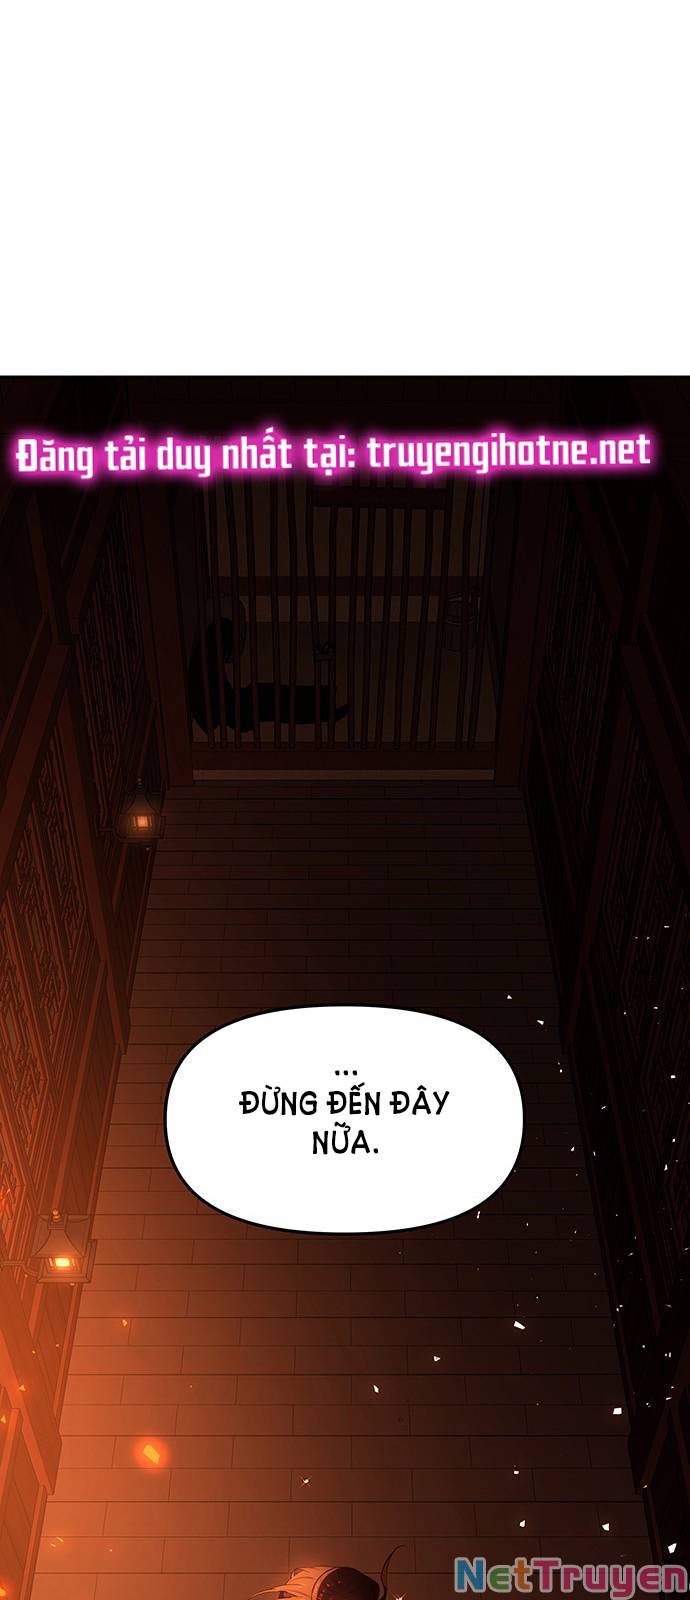 Đăng tải duy nhất tại: truyengihotne.net
...
ĐỪNG ĐẾN ĐÂY
NỮA.
NetTruyen